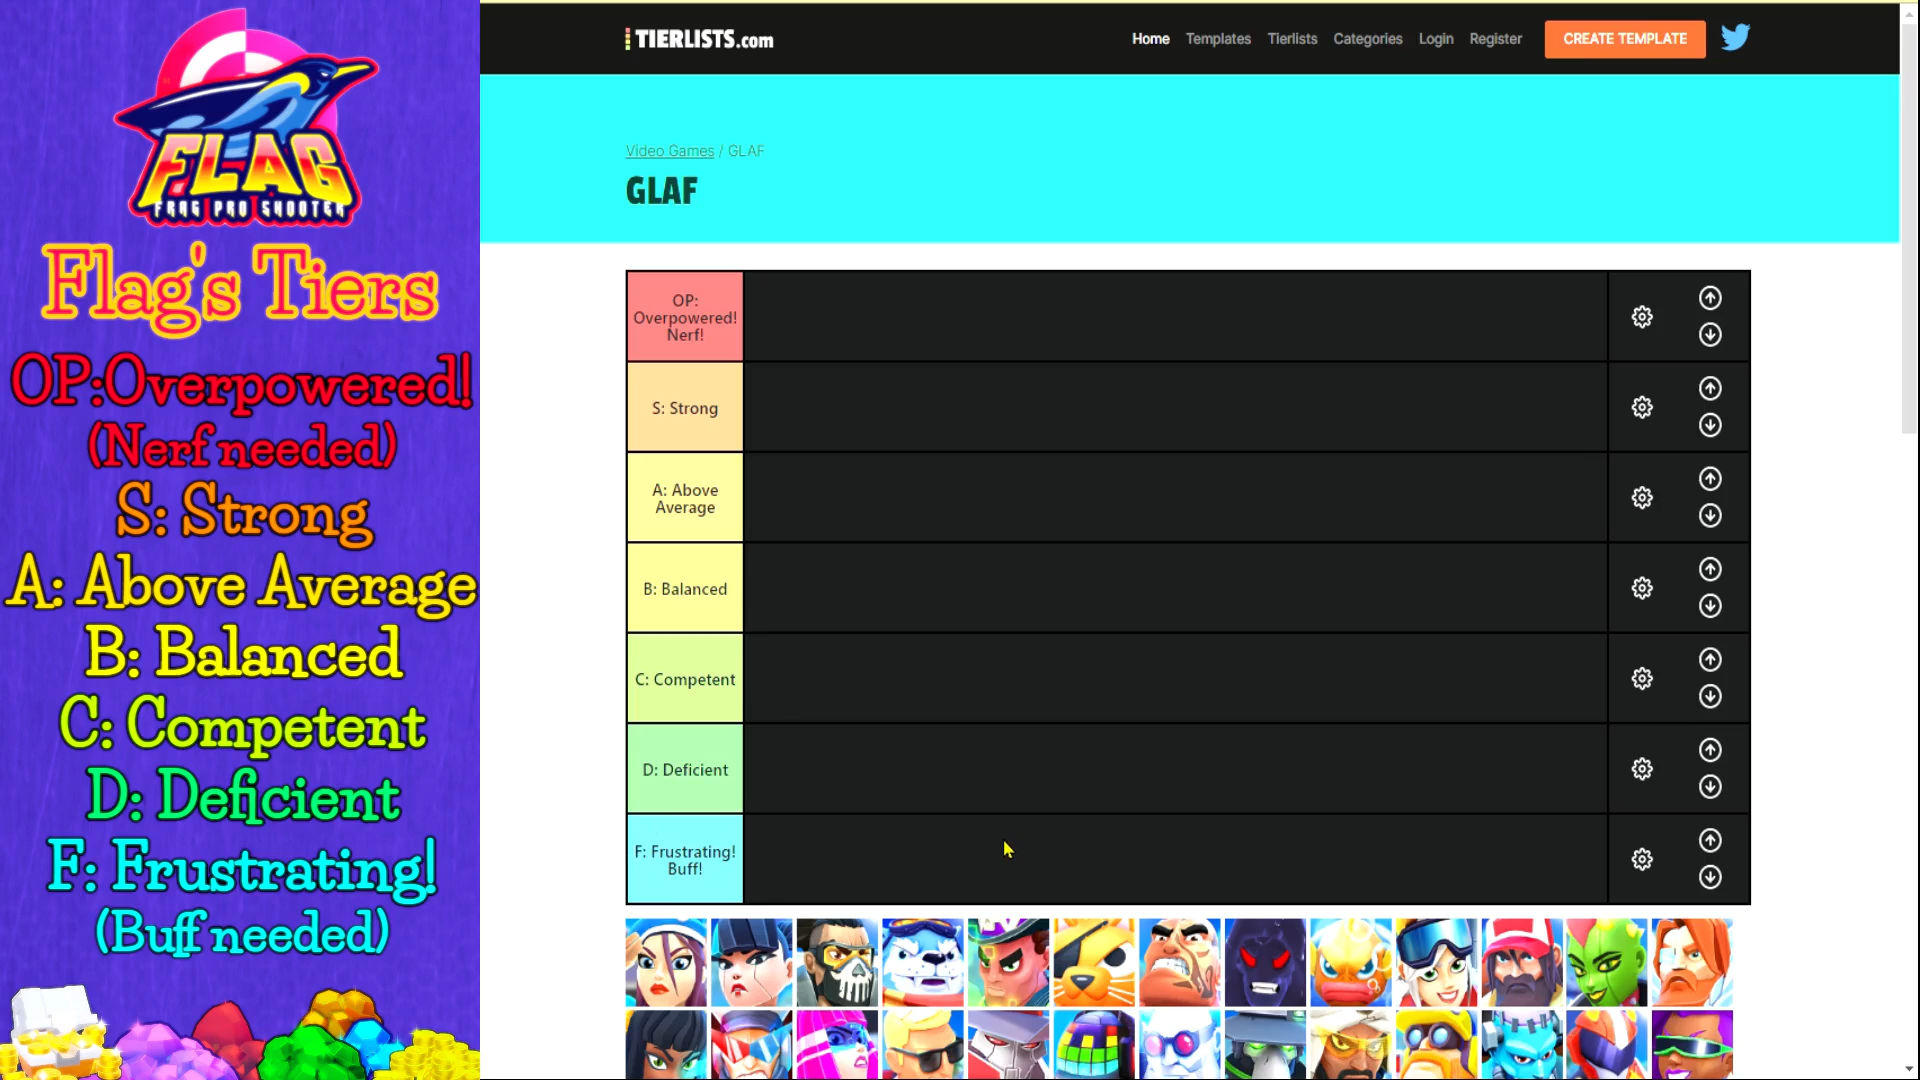 FLAG
FRAG PRO SHOOTER
Flag's Tiers
OP:Overpowered!
(Nerf needed)
S: Strong
A: Above Average
B: Balanced
C: Competent
D: Deficient
F: Frustrating!
(Buff needed)
TIERLISTS.com
Home Templates Tierlists Categories Login Register CREATE TEMPLATE
Video Games / GLAF
GLAF
OP:
Overpowered!
Nerf!
S: Strong
A: Above
Average
B: Balanced
C: Competent
D: Deficient
F: Frustrating!
Buff!